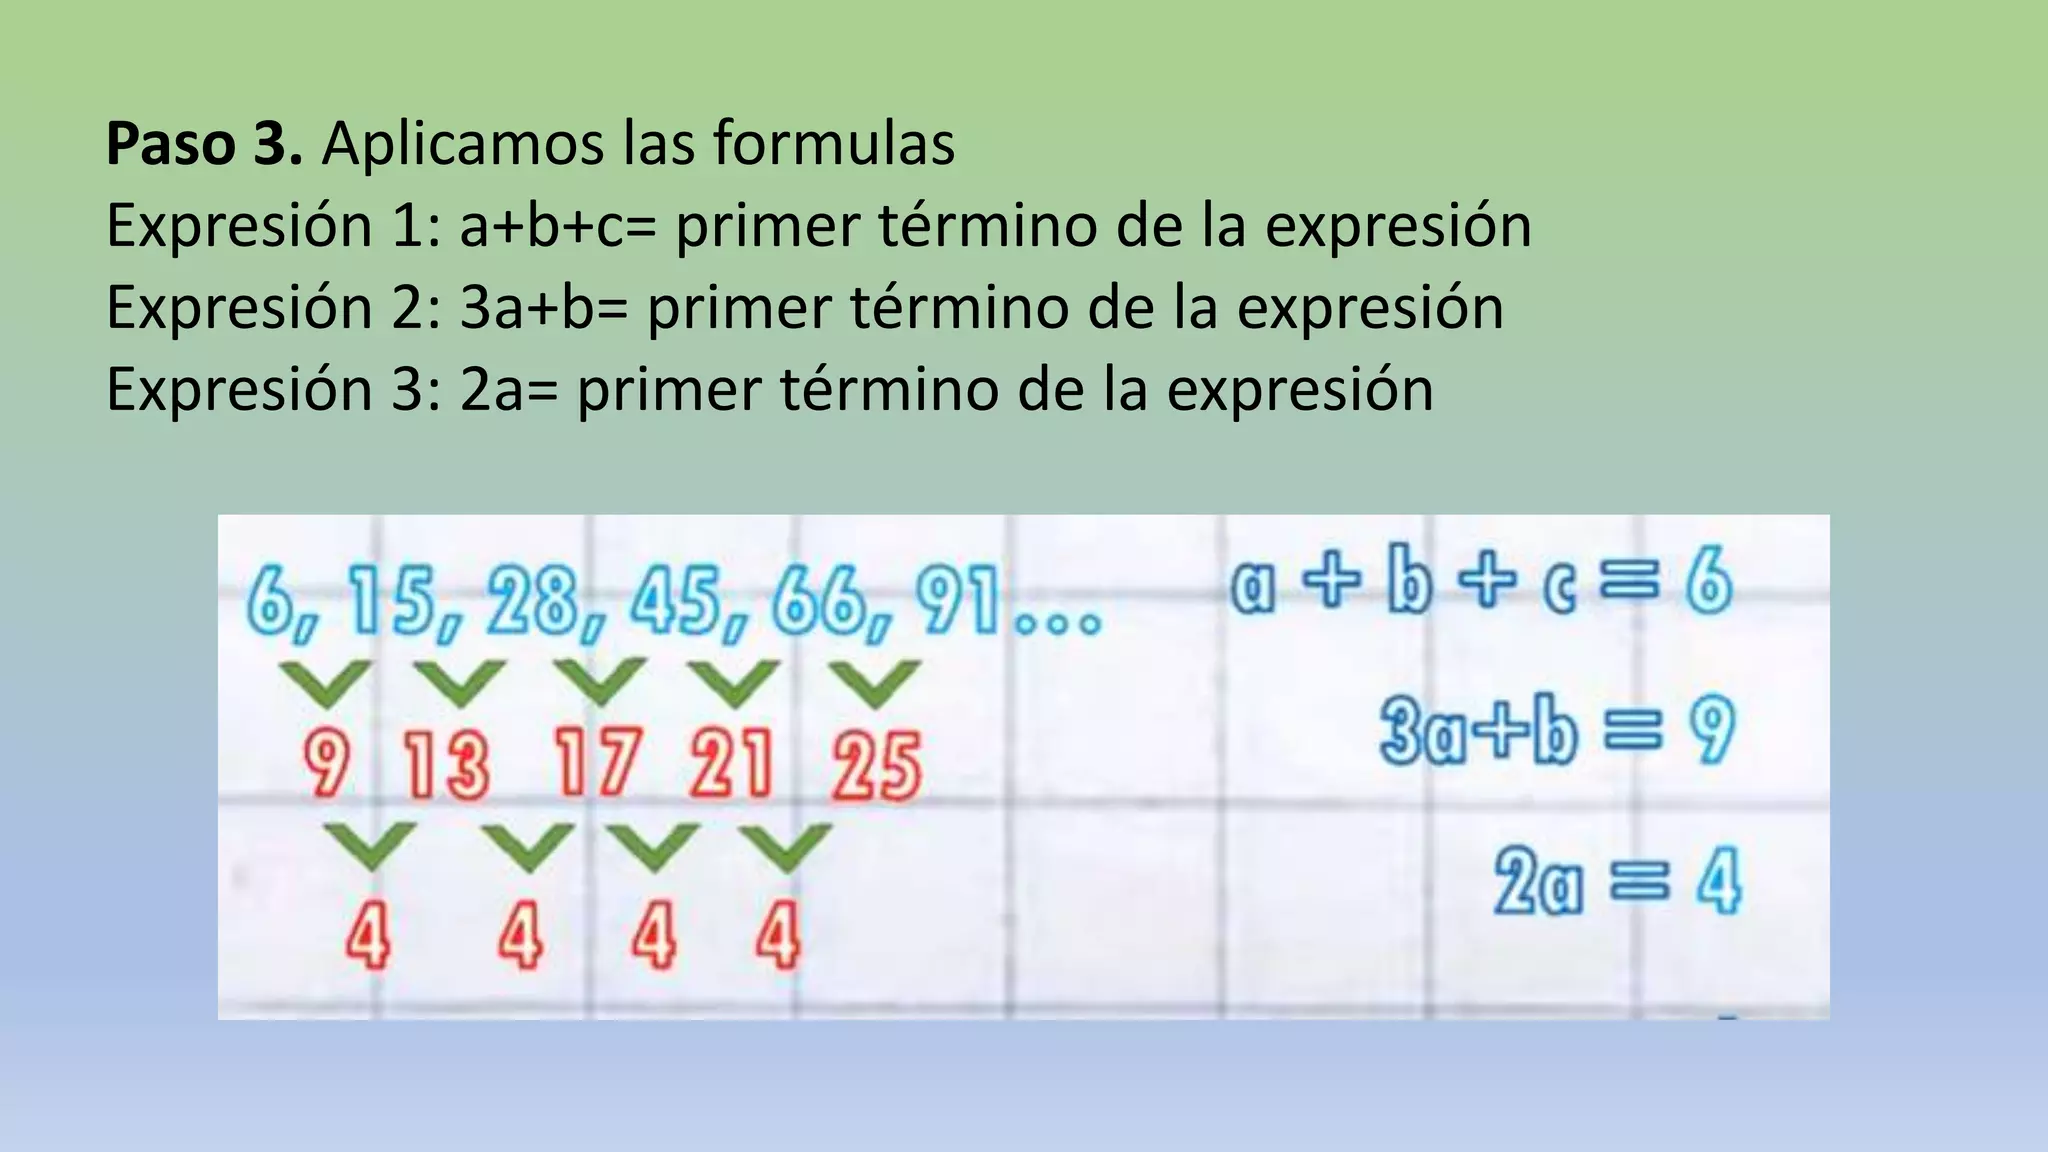 Paso 3. Aplicamos las formulas
Expresión 1: a+b+c= primer término de la expresión
Expresión 2: 3a+b= primer término de la expresión
Expresión 3: 2a= primer término de la expresión
6, 15, 28, 45, 66, 91...
9 13 17 21 25
4 4 4 4
a + b + c = 6
3a+b = 9
2a = 4